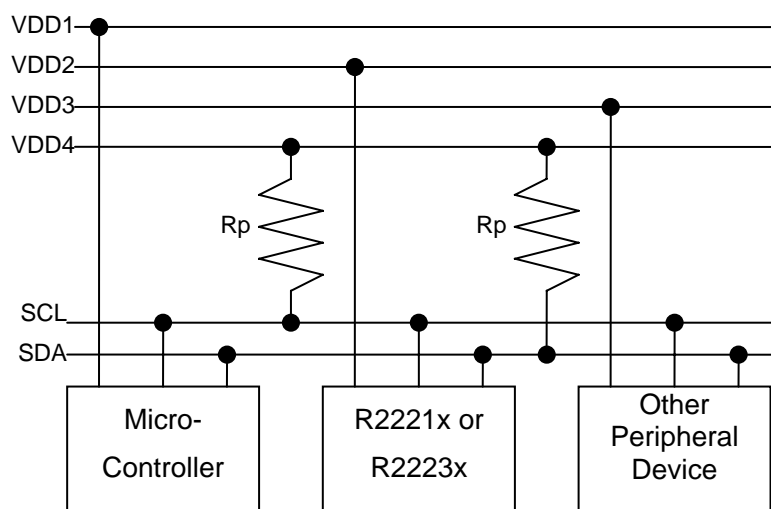 VDD1
VDD2
VDD3
VDD4
Rp
Rp
SCL
SDA
Micro-
Controller
R2221x or
R2223x
Other
Peripheral
Device